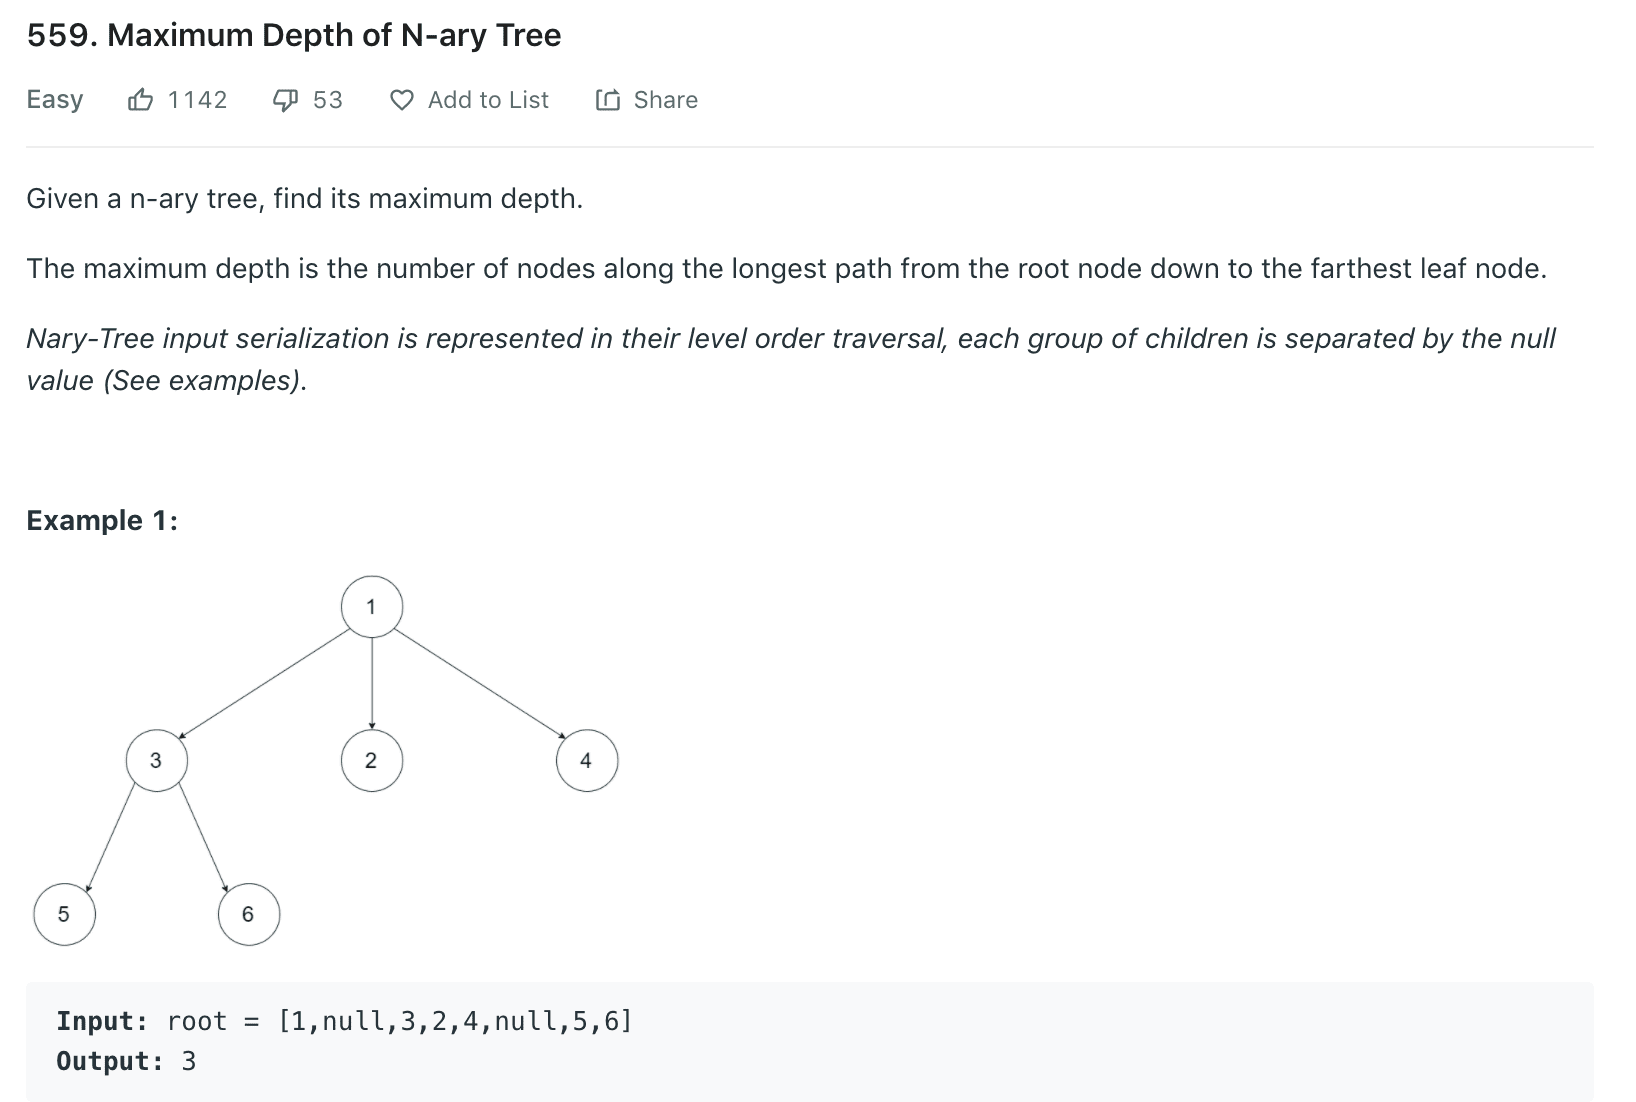 559. Maximum Depth of N-ary Tree
Easy 1142 53 Add to List Share
Given a n-ary tree, find its maximum depth.
The maximum depth is the number of nodes along the longest path from the root node down to the farthest leaf node.
Nary-Tree input serialization is represented in their level order traversal, each group of children is separated by the null
value (See examples).
Example 1:
1
3 2 4
5 6
Input: root = [1,null,3,2,4,null,5,6]
Output: 3